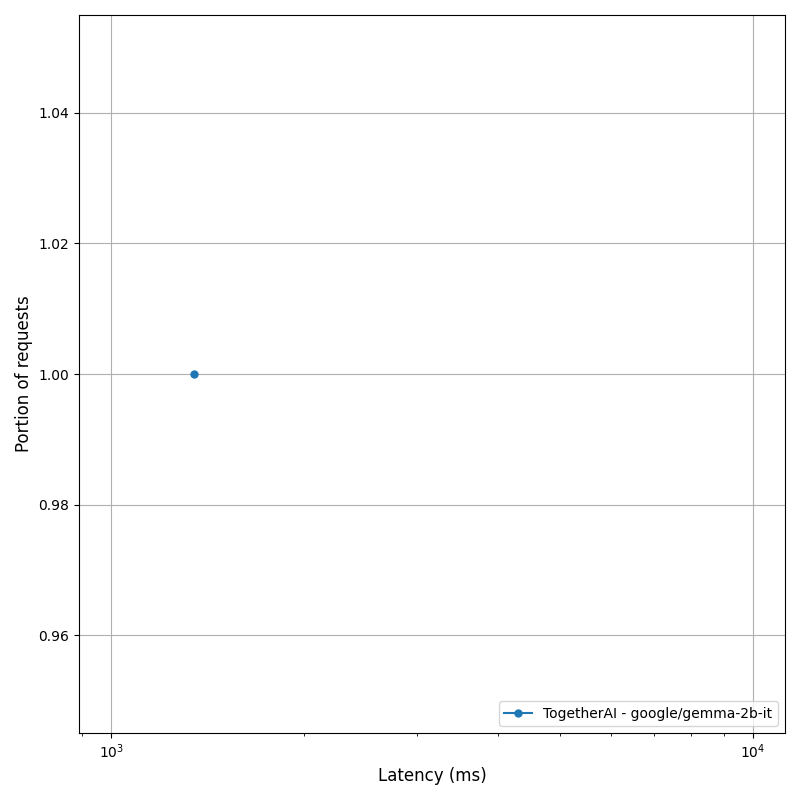 1.04
1.02
1.00
0.98
0.96
Portion of requests
TogetherAI - google/gemma-2b-it
10³
10⁴
Latency (ms)